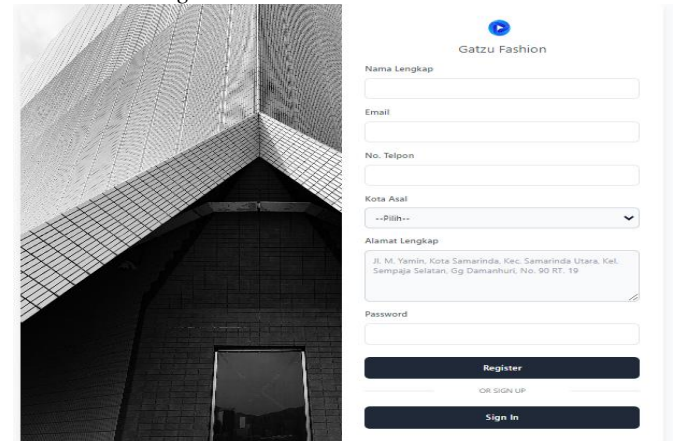 Gatzu Fashion
Nama Lengkap
Email
No. Telpon
Kota Asal
--Pilih--
Alamat Lengkap
Jl. M. Yamin, Kota Samarinda, Kec. Samarinda Utara, Kel.
Sempaja Selatan, Gg Damanhuri, No. 90 RT. 19
Password
Register
OR SIGN UP
Sign In